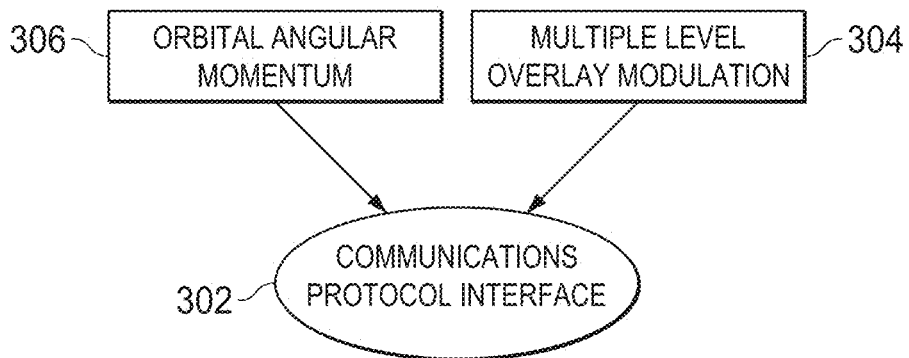 306
ORBITAL ANGULAR
MOMENTUM
MULTIPLE LEVEL
OVERLAY MODULATION
304
COMMUNICATIONS
PROTOCOL INTERFACE
302